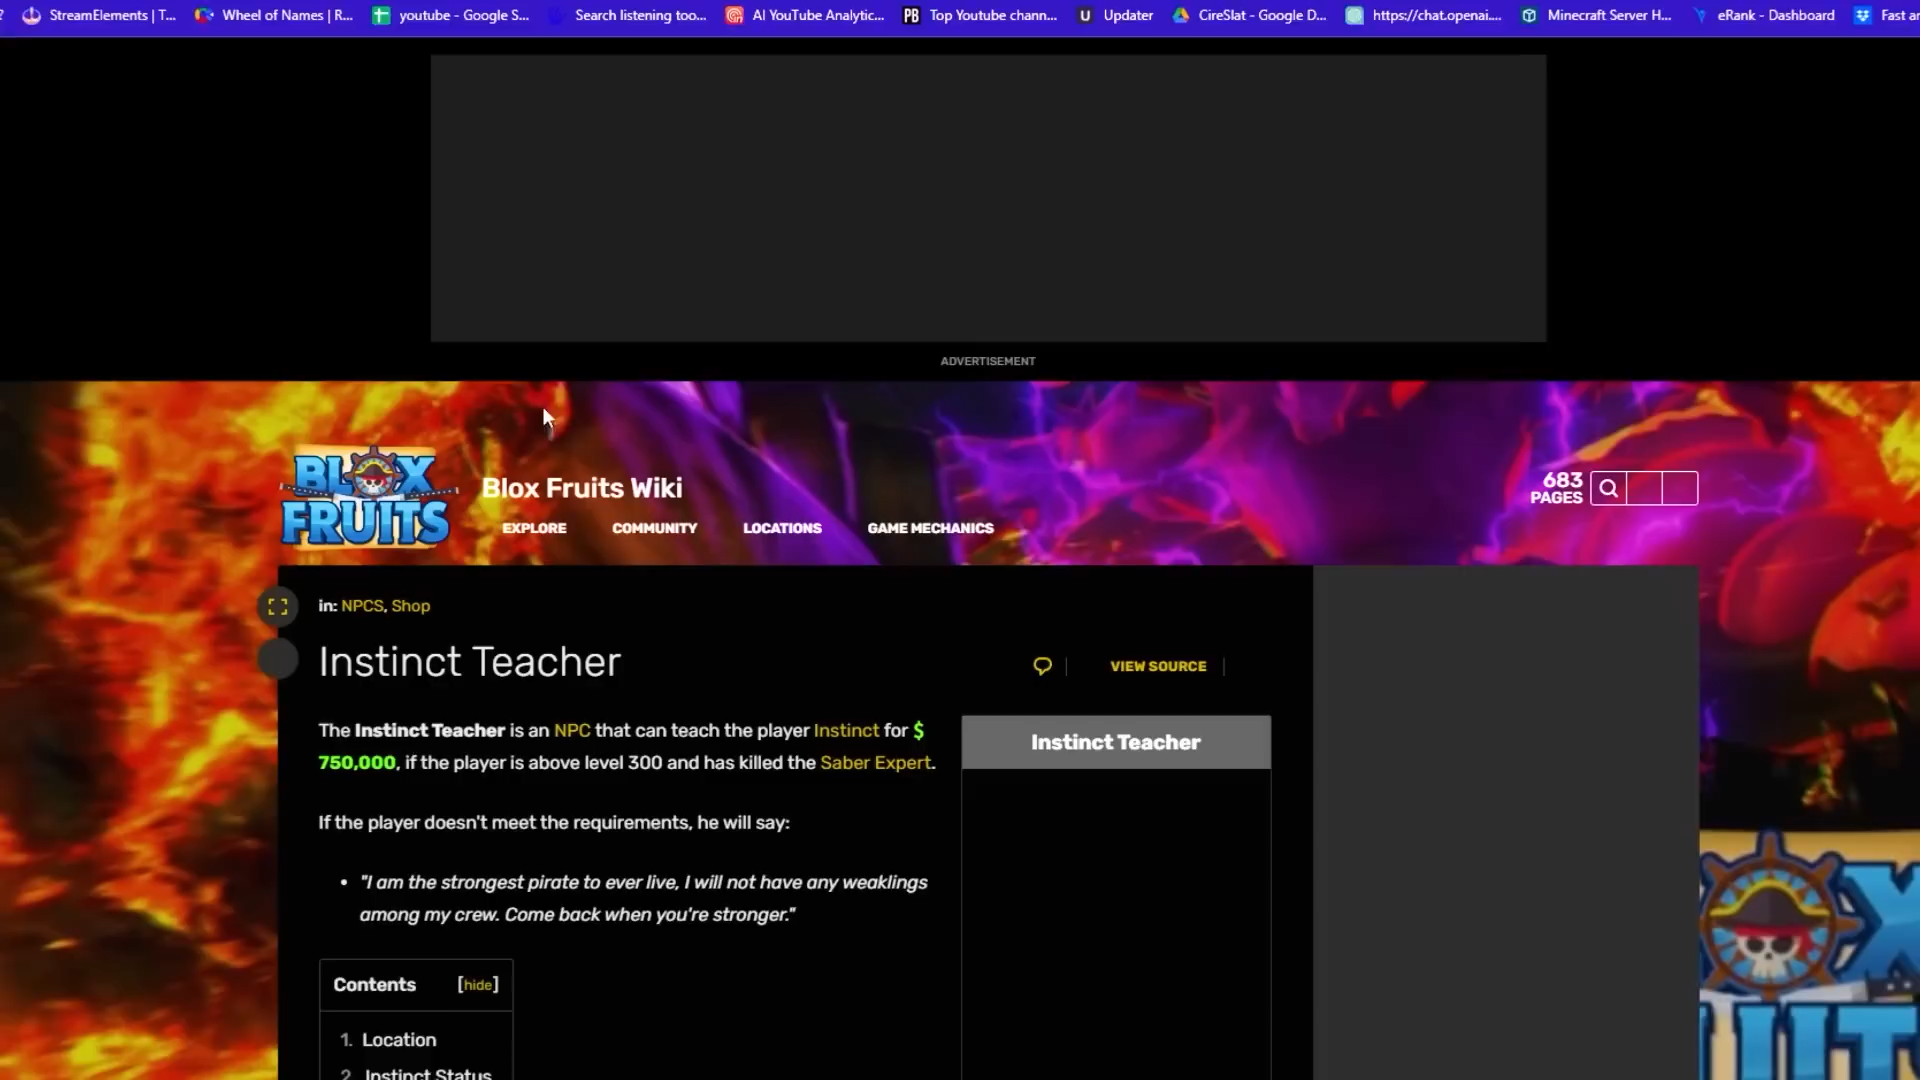 ?
StreamElements | T...
Wheel of Names | R...
youtube - Google S...
Search listening too...
AI YouTube Analytic...
PB Top Youtube chann...
U Updater
CireSlat - Google D...
https://chat.openai....
Minecraft Server H...
eRank - Dashboard
Fast an
ADVERTISEMENT
BLOX
FRUITS
Blox Fruits Wiki
EXPLORE COMMUNITY LOCATIONS GAME MECHANICS
683
PAGES
in: NPCS, Shop
Instinct Teacher
VIEW SOURCE
The Instinct Teacher is an NPC that can teach the player Instinct for $
750,000, if the player is above level 300 and has killed the Saber Expert.
If the player doesn't meet the requirements, he will say:
• "I am the strongest pirate to ever live, I will not have any weaklings
among my crew. Come back when you're stronger."
Contents [hide]
1. Location
2. Instinct Status
Instinct Teacher